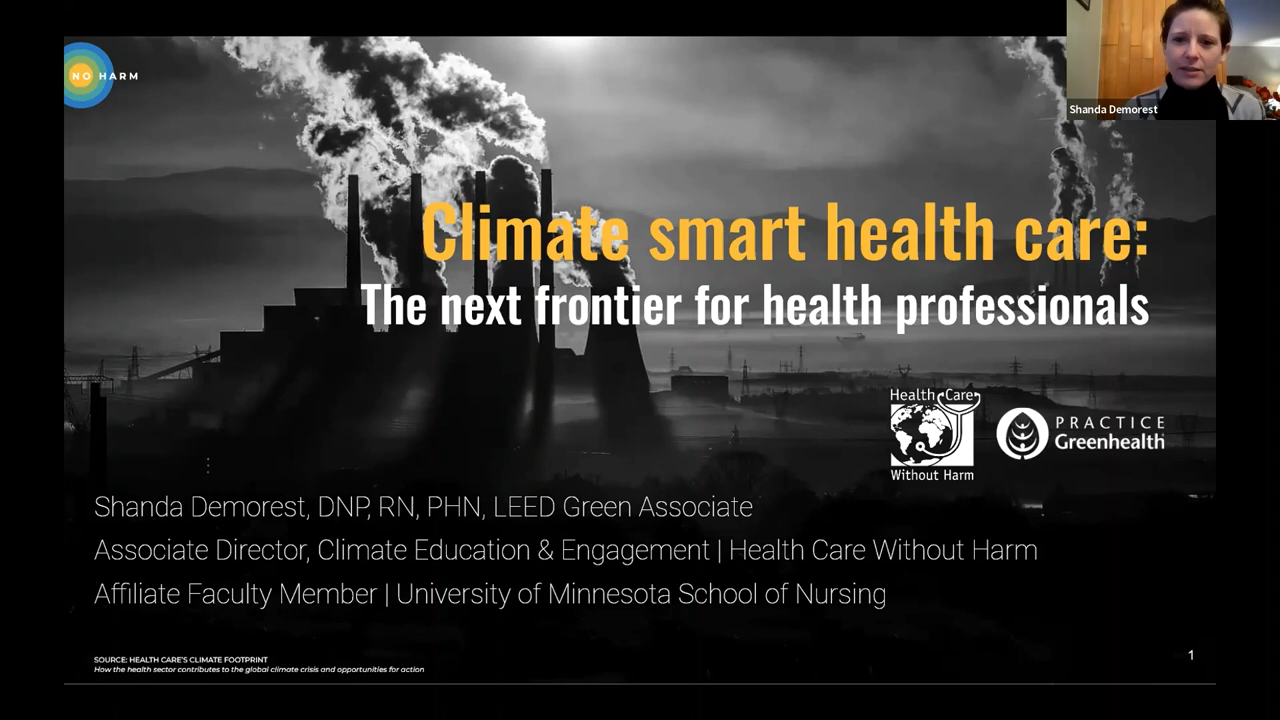 NO HARM
Shanda Demorest
Climate smart health care:
The next frontier for health professionals
Health Care
Without Harm
PRACTICE
Greenhealth
Shanda Demorest, DNP, RN, PHN, LEED Green Associate
Associate Director, Climate Education & Engagement | Health Care Without Harm
Affiliate Faculty Member | University of Minnesota School of Nursing
SOURCE: HEALTH CARE'S CLIMATE FOOTPRINT
How the health sector contributes to the global climate crisis and opportunities for action
1